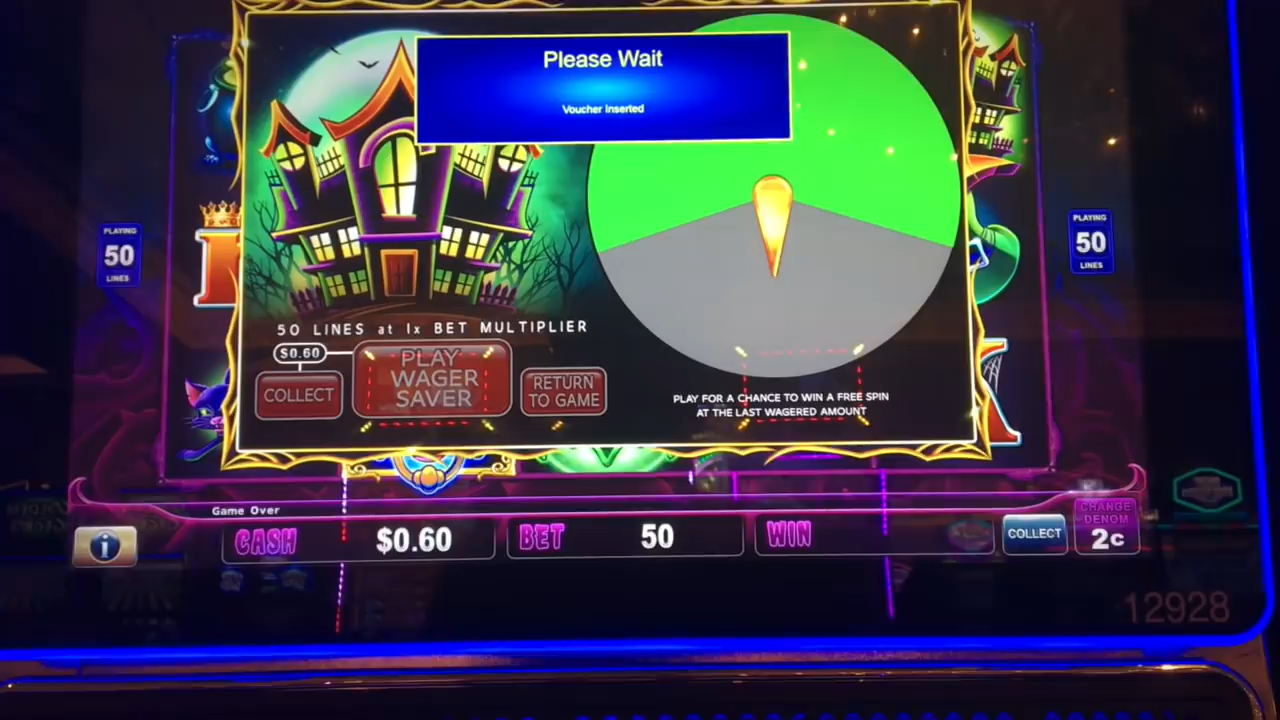 Please Wait
Voucher Inserted
PLAYING
50
LINES
PLAYING
50
LINES
50 LINES at 1x BET MULTIPLIER
$0.60
COLLECT
PLAY
WAGER
SAVER
RETURN
TO GAME
PLAY FOR A CHANCE TO WIN A FREE SPIN
AT THE LAST WAGERED AMOUNT
Game Over
CASH $0.60 BET 50 WIN
COLLECT
CHANGE
DENOM
2c
12928